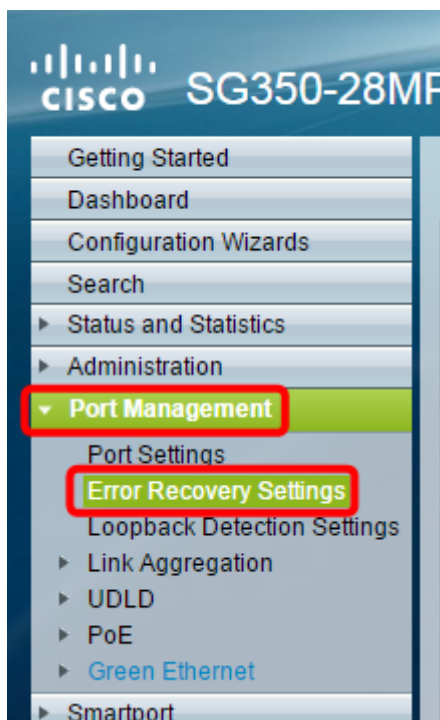 CISCO SG350-28MP
Getting Started
Dashboard
Configuration Wizards
Search
Status and Statistics
Administration
Port Management
Port Settings
Error Recovery Settings
Loopback Detection Settings
Link Aggregation
UDLD
PoE
Green Ethernet
Smartport